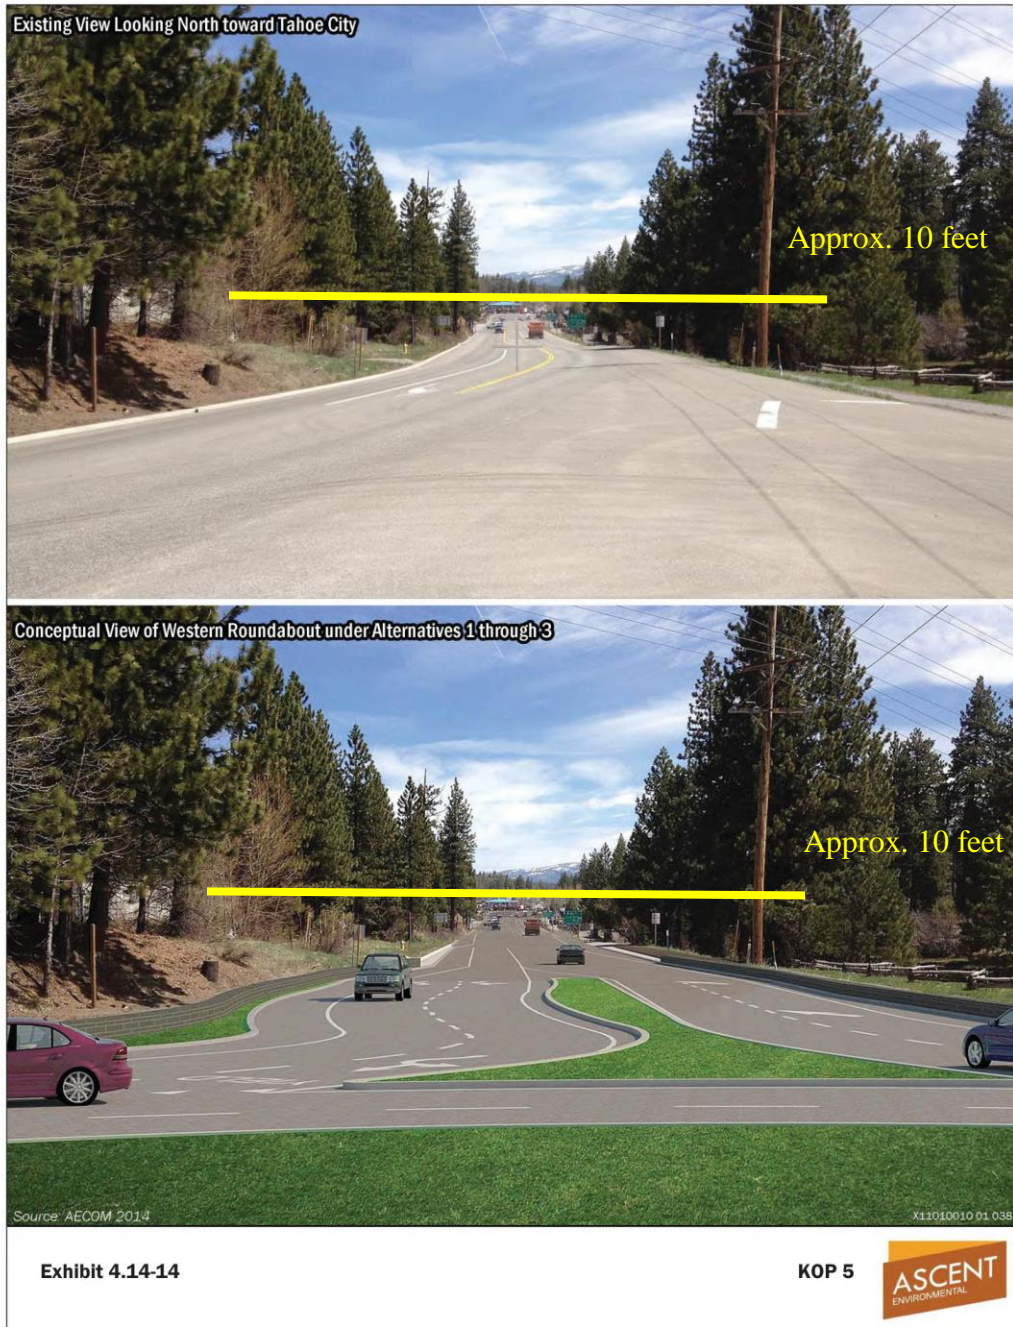 Existing View Looking North toward Tahoe City
Approx. 10 feet
Conceptual View of Western Roundabout under Alternatives 1 through 3
Approx. 10 feet
Source: AECOM 2014
X11010010 01 038
Exhibit 4.14-14
KOP 5
ASCENT
ENVIRONMENTAL